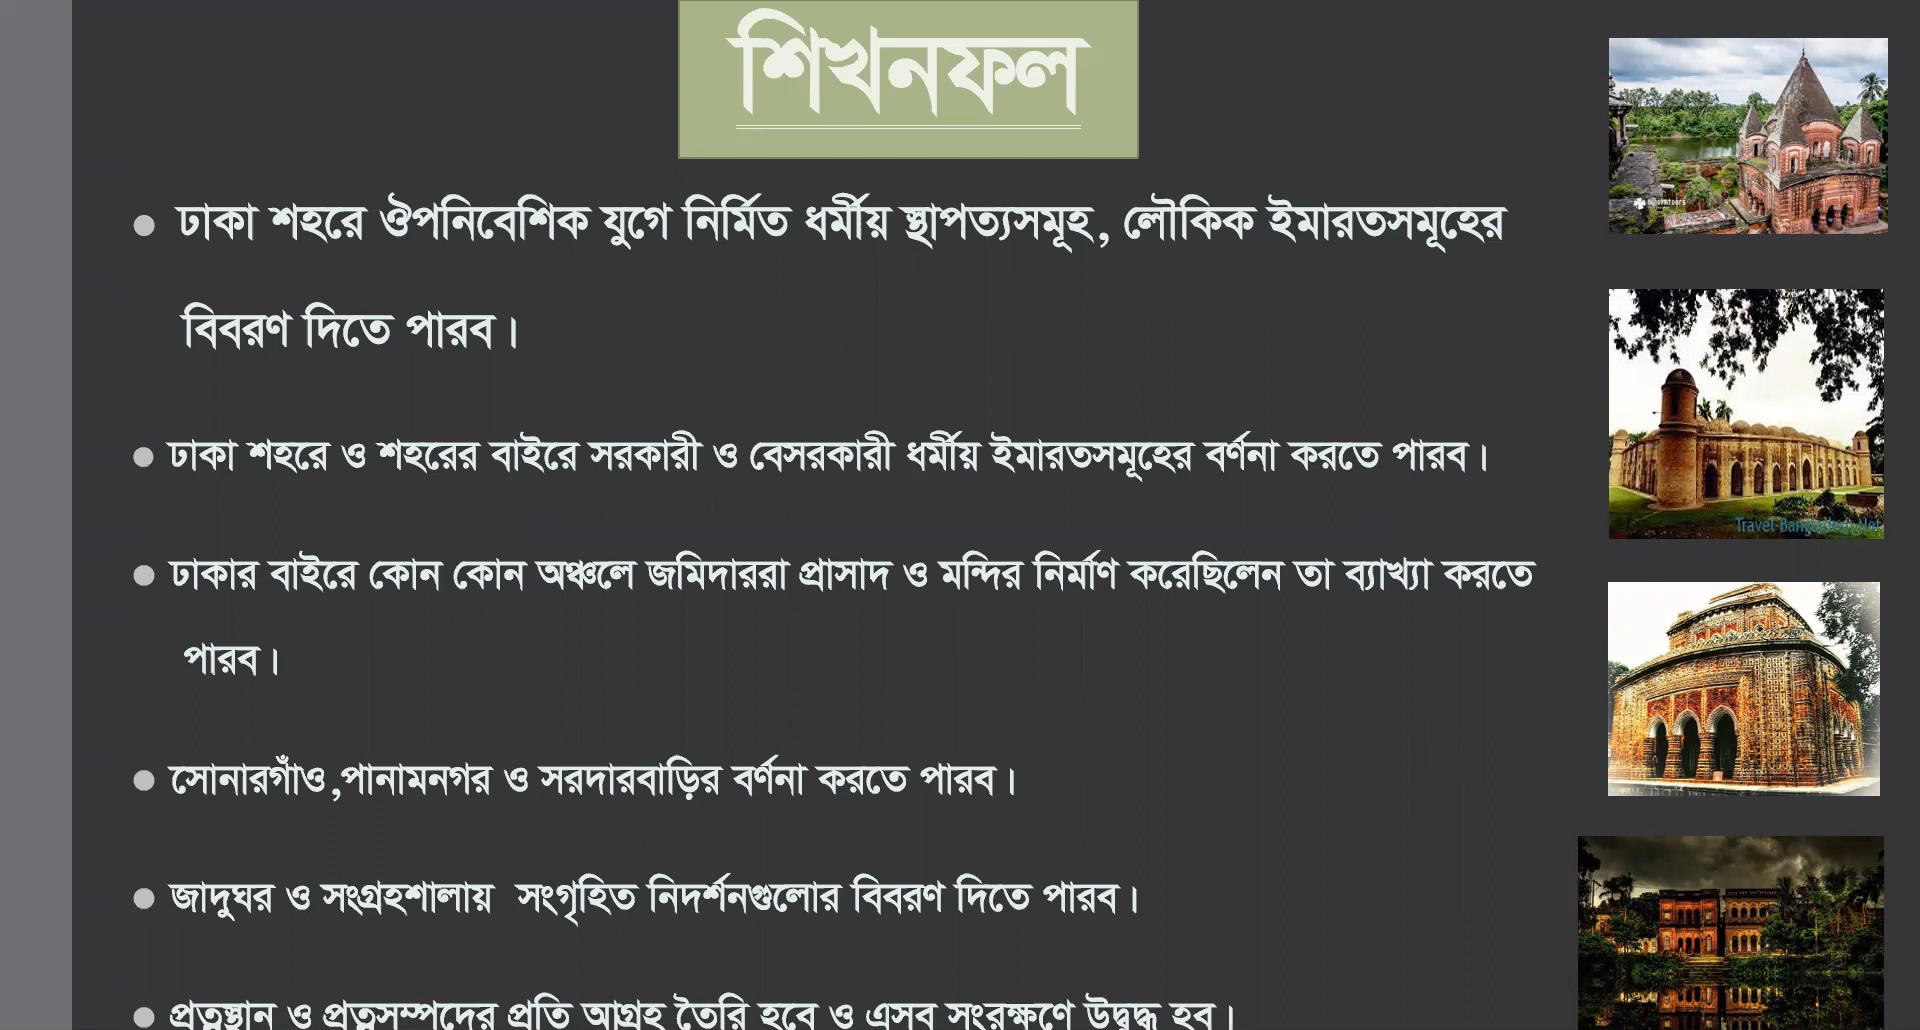 শিখনফল
ঢাকা শহরে ঔপনিবেশিক যুগে নির্মিত ধর্মীয় স্থাপত্যসমূহ, লৌকিক ইমারতসমূহের
বিবরণ দিতে পারব।
ঢাকা শহরে ও শহরের বাইরে সরকারী ও বেসরকারী ধর্মীয় ইমারতসমূহের বর্ণনা করতে পারব।
ঢাকার বাইরে কোন কোন অঞ্চলে জমিদাররা প্রাসাদ ও মন্দির নির্মাণ করেছিলেন তা ব্যাখ্যা করতে
পারব।
সোনারগাঁও,পানামনগর ও সরদারবাড়ির বর্ণনা করতে পারব।
জাদুঘর ও সংগ্রহশালায় সংগৃহিত নিদর্শনগুলোর বিবরণ দিতে পারব।
প্রত্নস্থান ও প্রত্নসম্পদের প্রতি আগ্রহ তৈরি হবে ও এসব সংরক্ষণে উদ্বুদ্ধ হব।